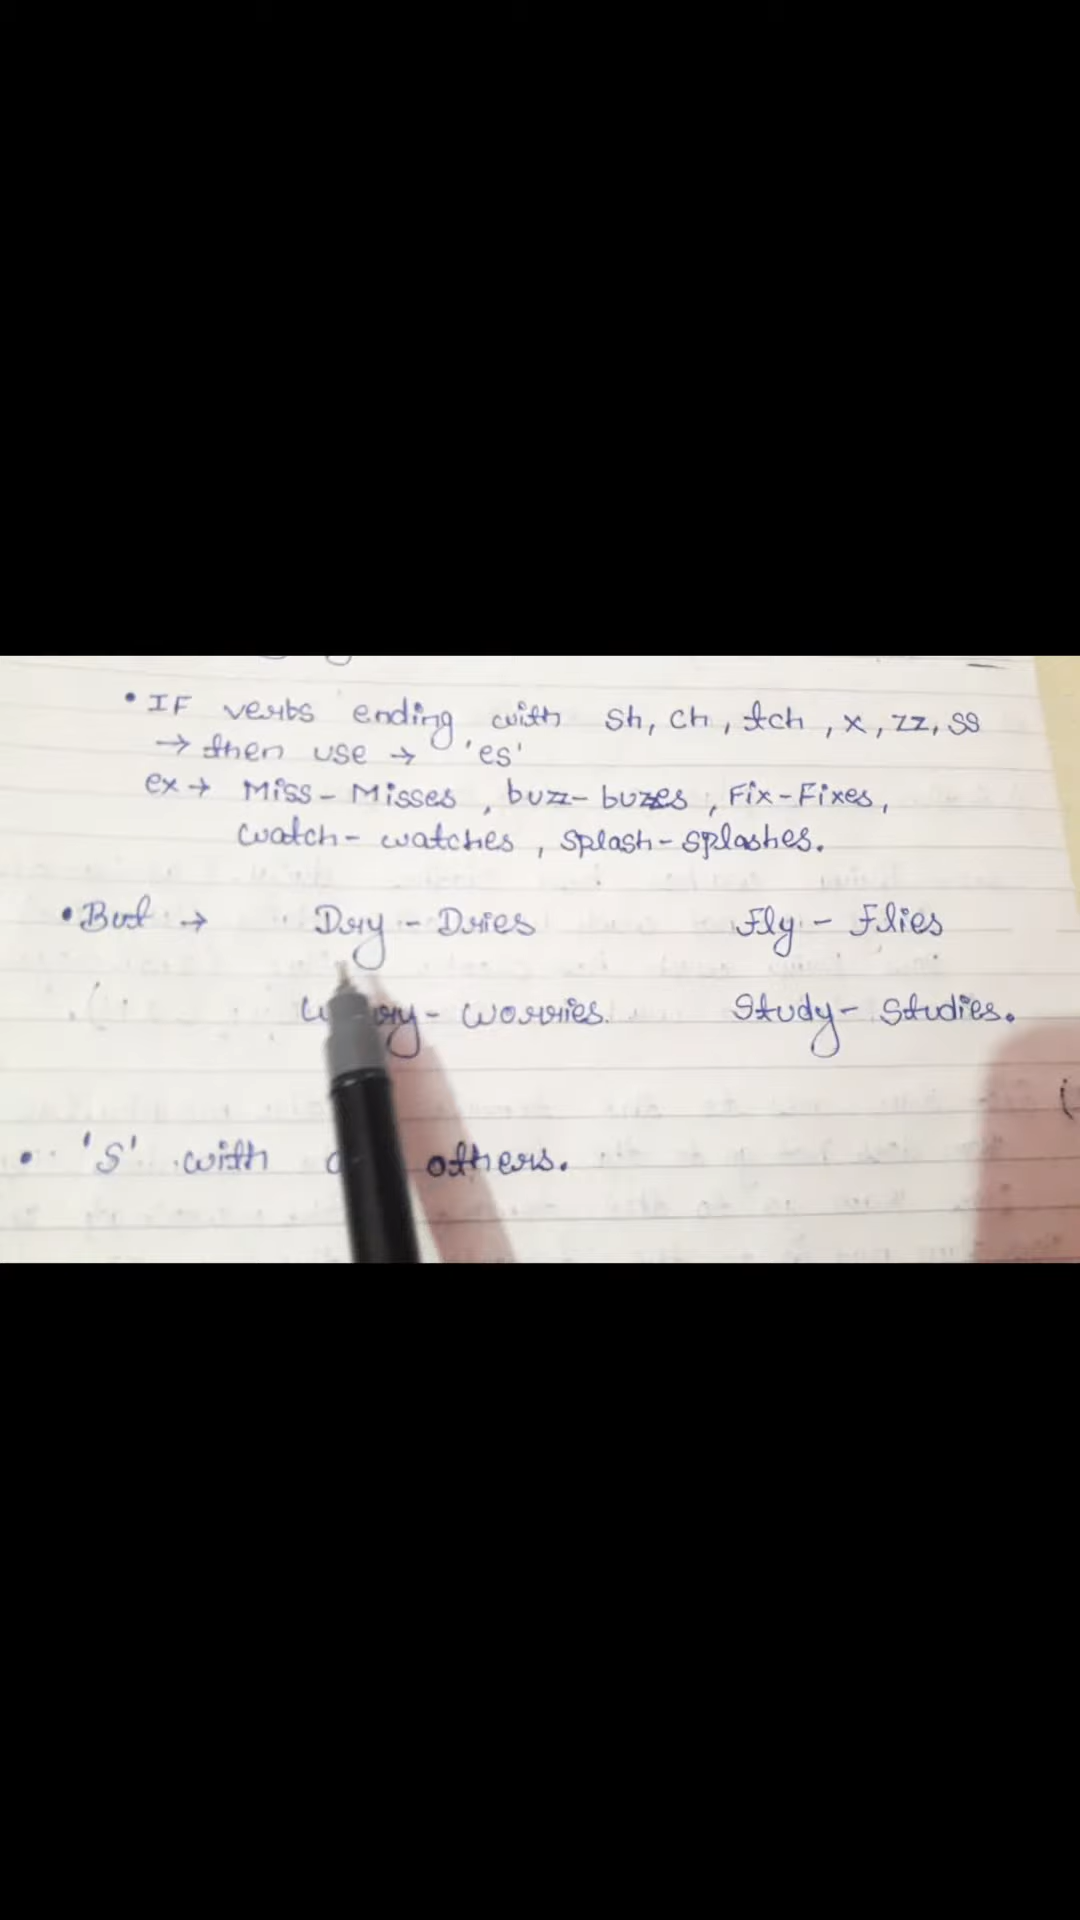 • IF verbs ending with sh, ch, tch, x, zz, ss
→ then use → 'es'
ex → Miss - Misses, buzz - buzzes, Fix - Fixes,
watch - watches, splash - splashes.
• But → Dry - Dries Fly - Flies
- worries. Study - Studies.
• 'S' with others.